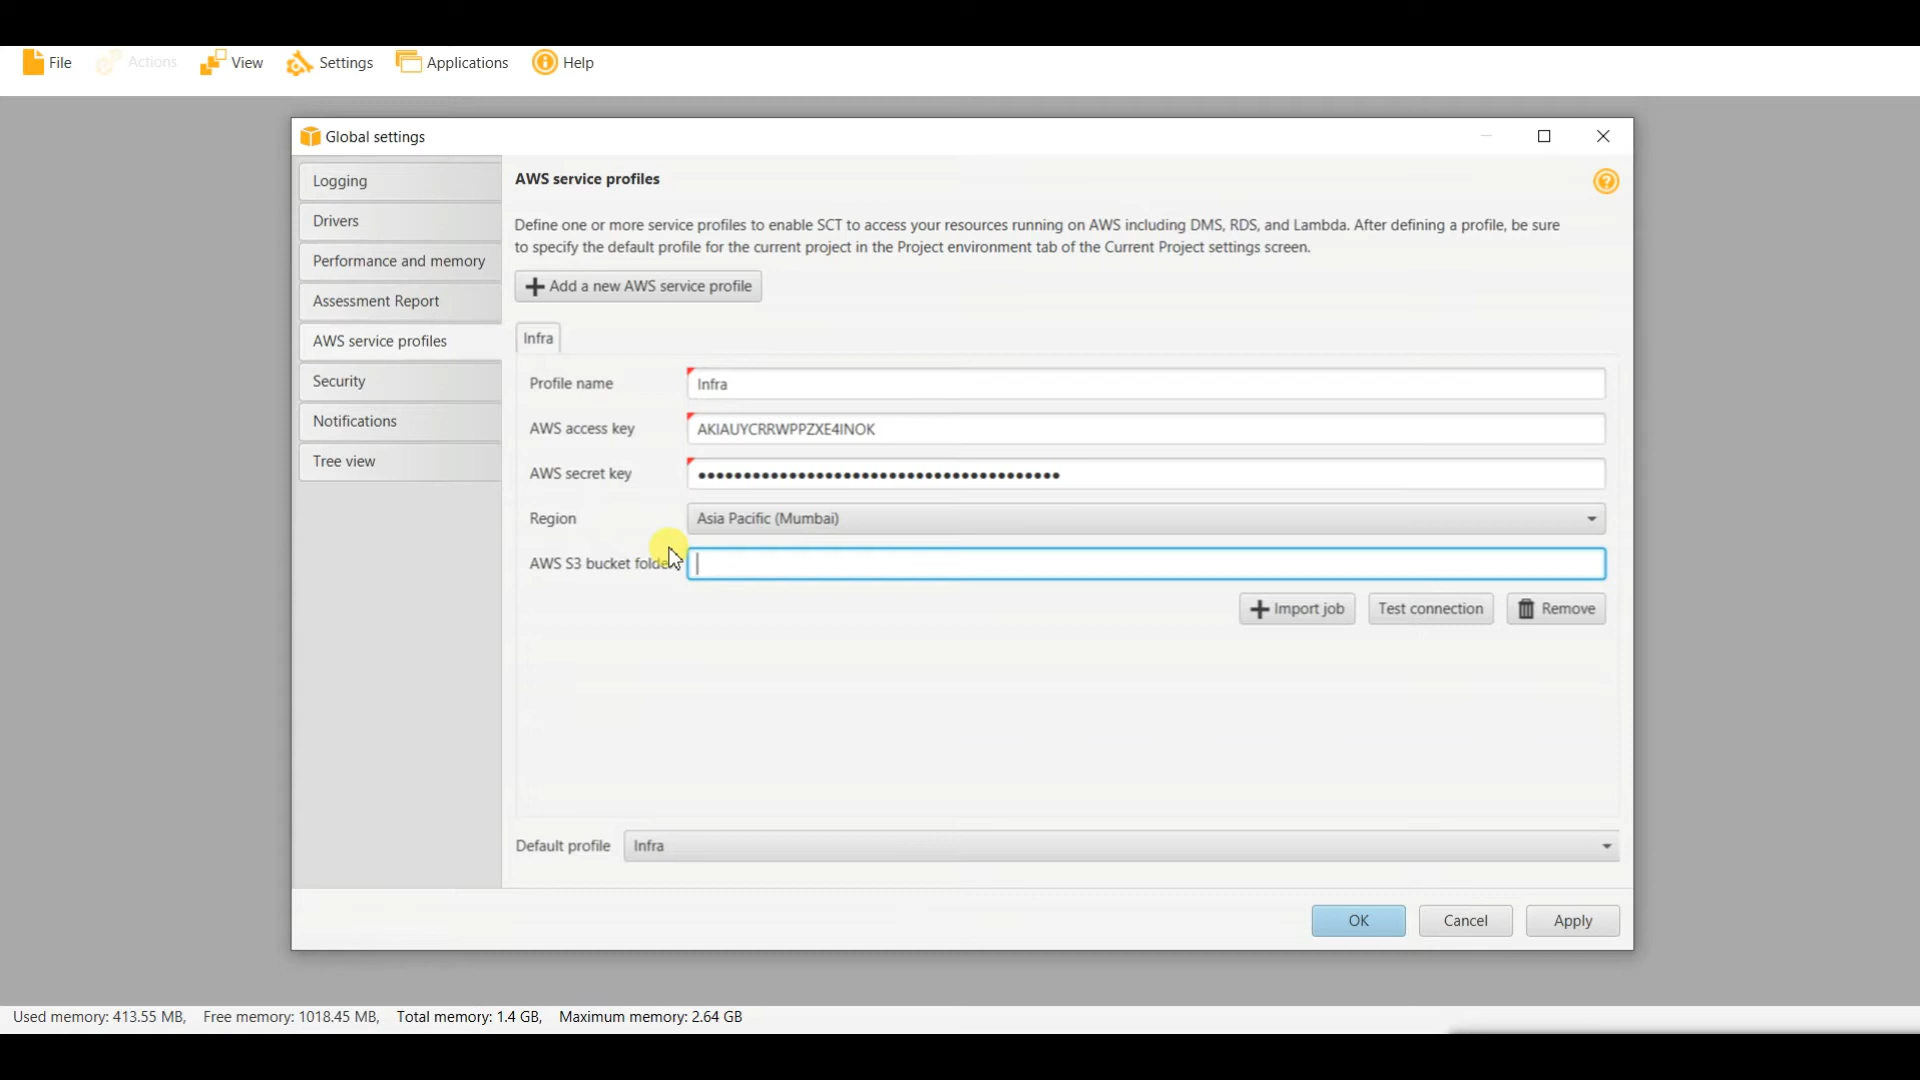 File Actions View Settings Applications Help
Global settings
Logging
Drivers
Performance and memory
Assessment Report
AWS service profiles
Security
Notifications
Tree view
AWS service profiles
Define one or more service profiles to enable SCT to access your resources running on AWS including DMS, RDS, and Lambda. After defining a profile, be sure
to specify the default profile for the current project in the Project environment tab of the Current Project settings screen.
Add a new AWS service profile
Infra
Profile name Infra
AWS access key AKIAUYCRRWPPZXE4INOK
AWS secret key ••••••••••••••••••••••••••••••••••••••••
Region Asia Pacific (Mumbai)
AWS S3 bucket folder
Import job Test connection Remove
Default profile Infra
OK Cancel Apply
Used memory: 413.55 MB, Free memory: 1018.45 MB, Total memory: 1.4 GB, Maximum memory: 2.64 GB